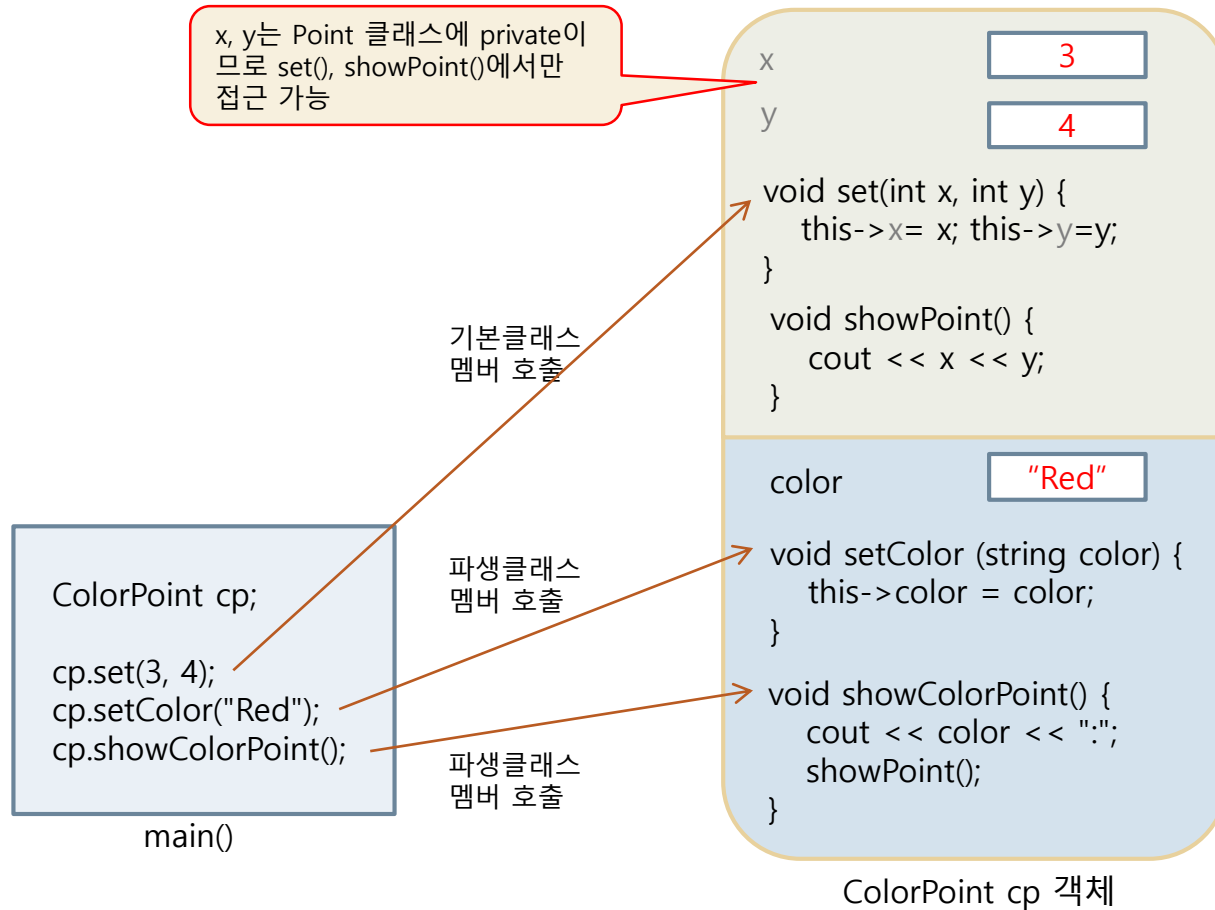 x, y는 Point 클래스에 private이
므로 set(), showPoint()에서만
접근 가능
x
3
y
4
void set(int x, int y) {
this->x= x; this->y=y;
}
void showPoint() {
cout << x << y;
}
기본클래스
멤버 호출
color
"Red"
void setColor (string color) {
this->color = color;
}
void showColorPoint() {
cout << color << ":";
showPoint();
}
파생클래스
멤버 호출
ColorPoint cp;
cp.set(3, 4);
cp.setColor("Red");
cp.showColorPoint();
파생클래스
멤버 호출
main()
ColorPoint cp 객체